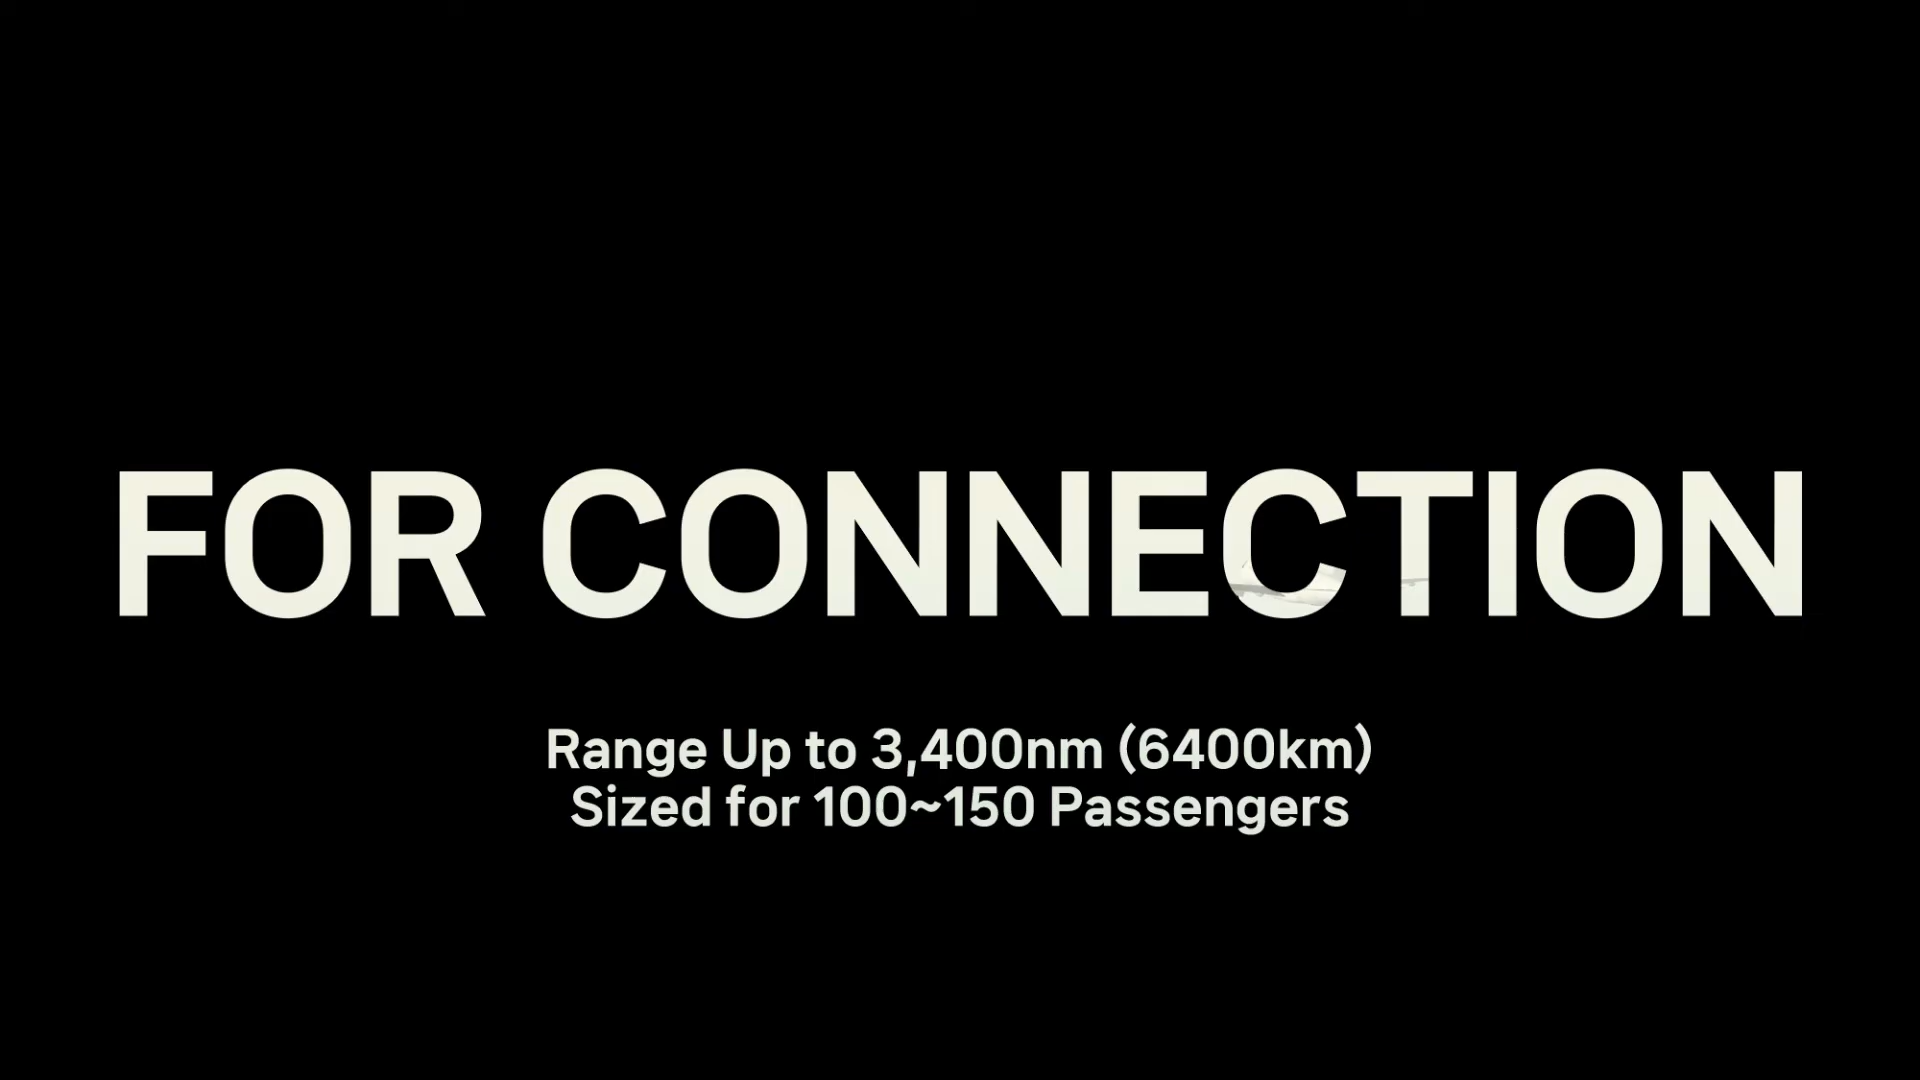 FOR CONNECTION
Range Up to 3,400nm (6400km)
Sized for 100~150 Passengers